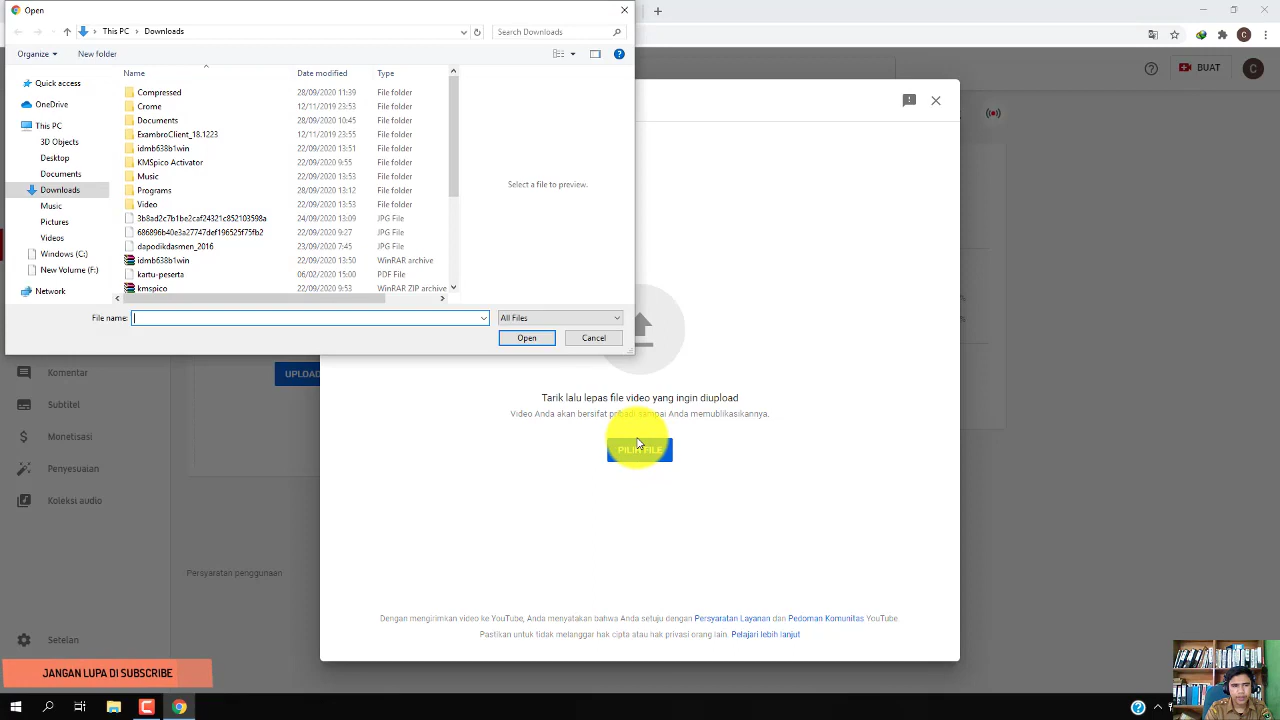 Open
This PC
Downloads
Search Downloads
Organize
New folder
Name
Date modified
Type
Quick access
OneDrive
This PC
3D Objects
Desktop
Documents
Downloads
Music
Pictures
Videos
Windows (C:)
New Volume (F:)
Network
Compressed 28/09/2020 11:39 File folder
Crome 12/11/2019 23:53 File folder
Documents 28/09/2020 10:45 File folder
ExambroClient_18.1223 12/11/2019 23:55 File folder
idmb638b1win 22/09/2020 13:51 File folder
KMSpico Activator 22/09/2020 9:55 File folder
Music 22/09/2020 13:53 File folder
Programs 28/09/2020 13:12 File folder
Video 22/09/2020 13:53 File folder
3b8ad2c7b1be2caf24321c852103598a 24/09/2020 13:09 JPG File
686896b40e3a27747def196525f75fb2 22/09/2020 9:27 JPG File
dapodikdasmen_2016 23/09/2020 7:45 JPG File
idmb638b1win 22/09/2020 13:50 WinRAR archive
kartu-peserta 06/02/2020 15:00 PDF File
kmspico 22/09/2020 9:53 WinRAR ZIP archive
Select a file to preview.
File name:
All Files
Open
Cancel
BUAT
C
C
UPLOAD
Komentar
Subtitel
Monetisasi
Penyesuaian
Koleksi audio
Persyaratan penggunaan
Setelan
Tarik lalu lepas file video yang ingin diupload
Video Anda akan bersifat pribadi sampai Anda memublikasikannya.
PILIH FILE
Dengan mengirimkan video ke YouTube, Anda menyatakan bahwa Anda setuju dengan Persyaratan Layanan dan Pedoman Komunitas YouTube.
Pastikan untuk tidak melanggar hak cipta atau hak privasi orang lain. Pelajari lebih lanjut
JANGAN LUPA DI SUBSCRIBE